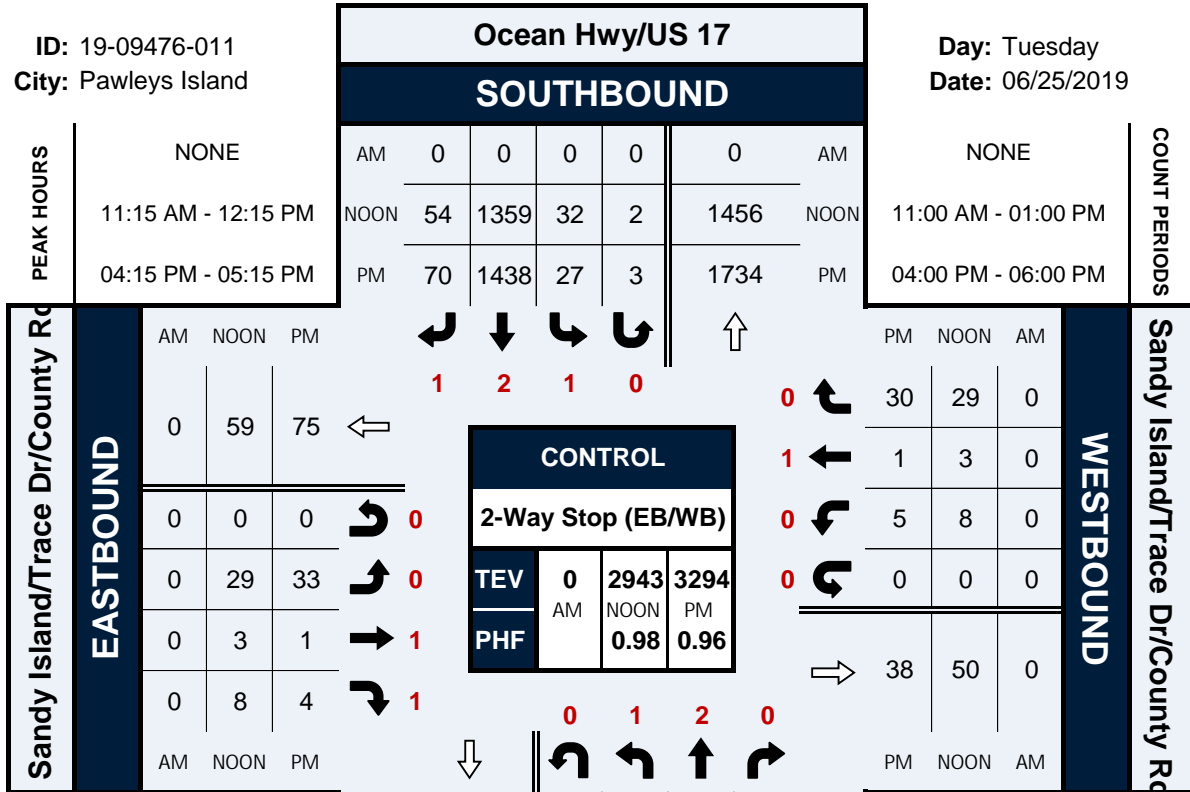 Ocean Hwy/US 17
SOUTHBOUND
ID: 19-09476-011
City: Pawleys Island
Day: Tuesday
Date: 06/25/2019
PEAK HOURS
NONE
11:15 AM - 12:15 PM
04:15 PM - 05:15 PM
AM 0 0 0 0 0 AM
NOON 54 1359 32 2 1456 NOON
PM 70 1438 27 3 1734 PM
NONE
11:00 AM - 01:00 PM
04:00 PM - 06:00 PM
COUNT PERIODS
1 2 1 0
Sandy Island/Trace Dr/County Rd
EASTBOUND
AM NOON PM
0 59 75
0 0 0 0
0 29 33 0
0 3 1 1
0 8 4 1
AM NOON PM
CONTROL
2-Way Stop (EB/WB)
TEV 0 2943 3294
AM NOON PM
PHF 0.98 0.96
PM NOON AM
0 30 29 0
1 1 3 0
0 5 8 0
0 0 0 0
38 50 0
PM NOON AM
WESTBOUND
Sandy Island/Trace Dr/County Rd
0 1 2 0